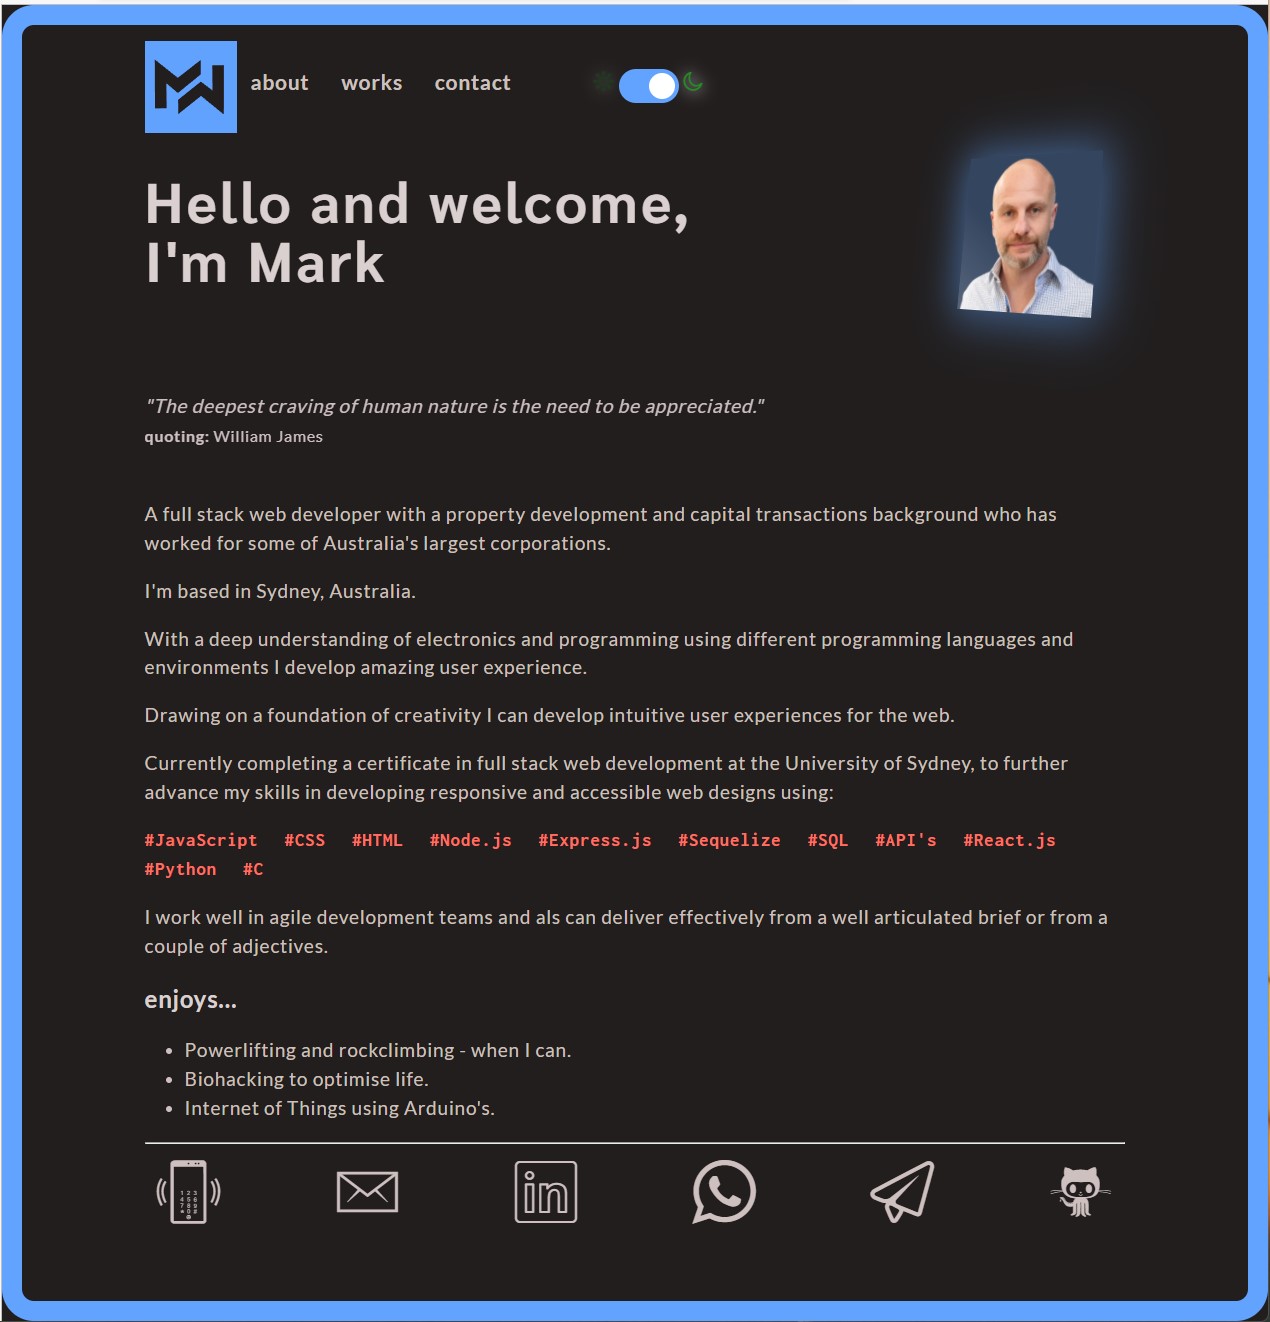 about works contact
Hello and welcome,
I'm Mark
"The deepest craving of human nature is the need to be appreciated."
quoting: William James
A full stack web developer with a property development and capital transactions background who has
worked for some of Australia's largest corporations.
I'm based in Sydney, Australia.
With a deep understanding of electronics and programming using different programming languages and
environments I develop amazing user experience.
Drawing on a foundation of creativity I can develop intuitive user experiences for the web.
Currently completing a certificate in full stack web development at the University of Sydney, to further
advance my skills in developing responsive and accessible web designs using:
#JavaScript #CSS #HTML #Node.js #Express.js #Sequelize #SQL #API's #React.js
#Python #C
I work well in agile development teams and als can deliver effectively from a well articulated brief or from a
couple of adjectives.
enjoys...
Powerlifting and rockclimbing - when I can.
Biohacking to optimise life.
Internet of Things using Arduino's.
in